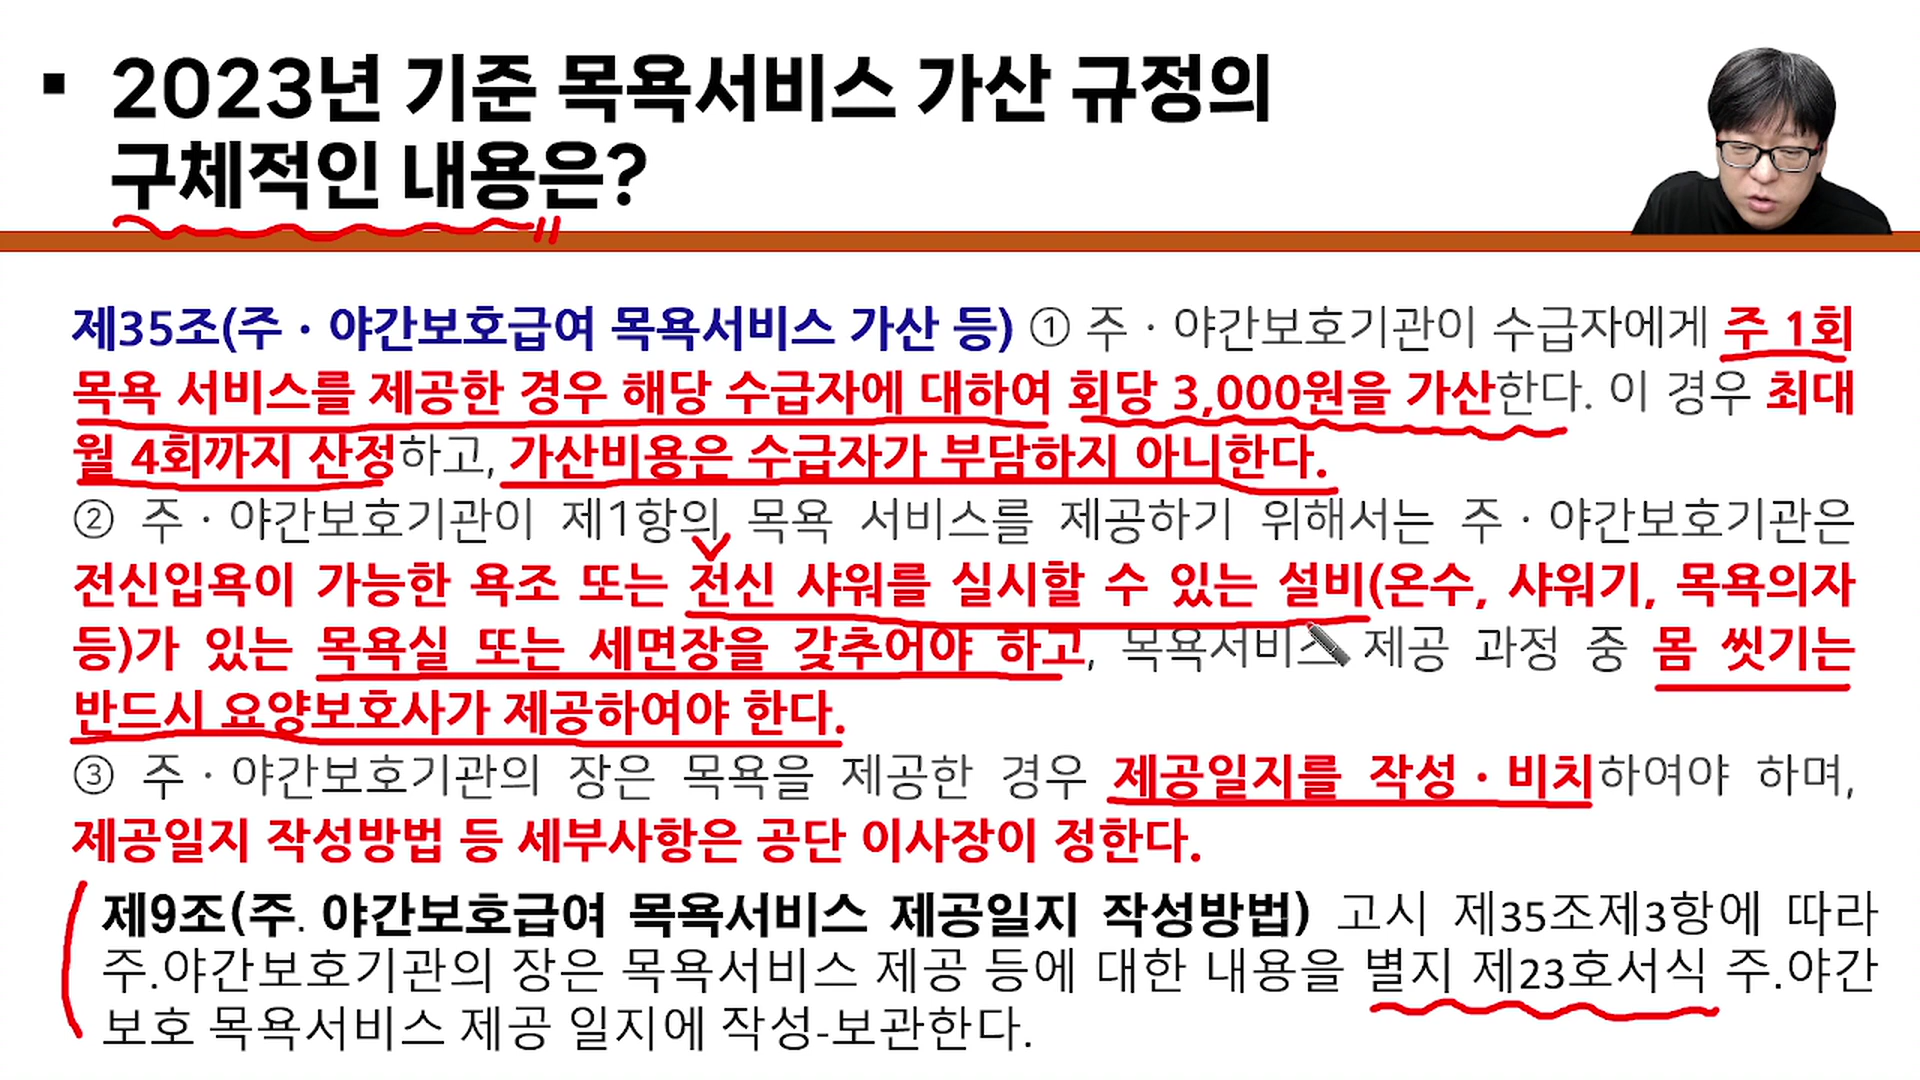 ▪ 2023년 기준 목욕서비스 가산 규정의
구체적인 내용은?
제35조(주 · 야간보호급여 목욕서비스 가산 등) ① 주 · 야간보호기관이 수급자에게 주 1회
목욕 서비스를 제공한 경우 해당 수급자에 대하여 회당 3,000원을 가산한다. 이 경우 최대
월 4회까지 산정하고, 가산비용은 수급자가 부담하지 아니한다.
② 주 · 야간보호기관이 제1항의 목욕 서비스를 제공하기 위해서는 주 · 야간보호기관은
전신입욕이 가능한 욕조 또는 전신 샤워를 실시할 수 있는 설비(온수, 샤워기, 목욕의자
등)가 있는 목욕실 또는 세면장을 갖추어야 하고, 목욕서비스 제공 과정 중 몸 씻기는
반드시 요양보호사가 제공하여야 한다.
③ 주 · 야간보호기관의 장은 목욕을 제공한 경우 제공일지를 작성 · 비치하여야 하며,
제공일지 작성방법 등 세부사항은 공단 이사장이 정한다.
제9조(주. 야간보호급여 목욕서비스 제공일지 작성방법) 고시 제35조제3항에 따라
주.야간보호기관의 장은 목욕서비스 제공 등에 대한 내용을 별지 제23호서식 주.야간
보호 목욕서비스 제공 일지에 작성-보관한다.